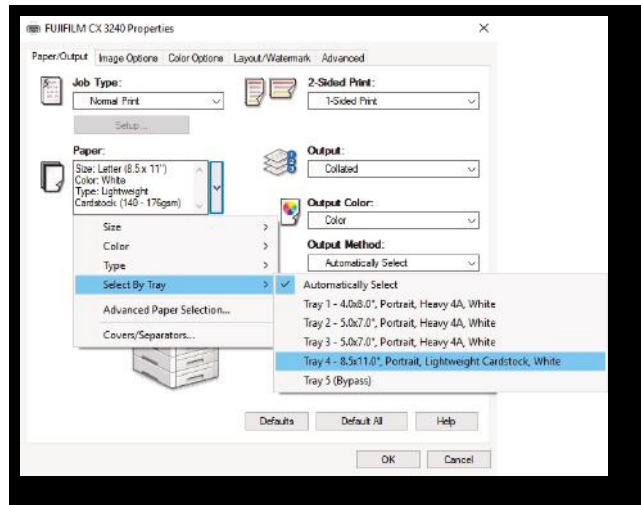 FUJIFILM CX 3240 Properties
Paper/Output Image Options Color Options Layout/Watermark Advanced
Job Type:
Normal Print
Setup...
2-Sided Print:
1-Sided Print
Paper:
Size: Letter (8.5 x 11")
Color: White
Type: Lightweight
Cardstock (140 - 176gsm)
Output:
Collated
Output Color:
Color
Output Method:
Automatically Select
Size
Color
Type
Select By Tray
Advanced Paper Selection...
Covers/Separators...
Automatically Select
Tray 1 - 4.0x8.0", Portrait, Heavy 4A, White
Tray 2 - 5.0x7.0", Portrait, Heavy 4A, White
Tray 3 - 5.0x7.0", Portrait, Heavy 4A, White
Tray 4 - 8.5x11.0", Portrait, Lightweight Cardstock, White
Tray 5 (Bypass)
Defaults Default All Help
OK Cancel